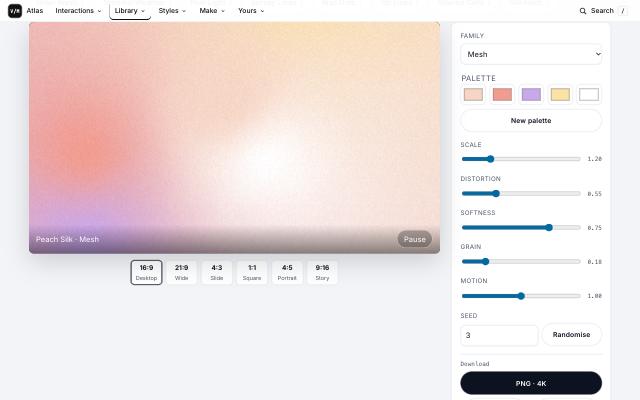 V/M Atlas Interactions Library Styles Make Yours Search /
Peach Silk · Mesh
Pause
16:9 21:9 4:3 1:1 4:5 9:16
Desktop Wide Slide Square Portrait Story
FAMILY
Mesh
PALETTE
New palette
SCALE
1.20
DISTORTION
0.55
SOFTNESS
0.75
GRAIN
0.18
MOTION
1.00
SEED
3
Randomise
Download
PNG · 4K